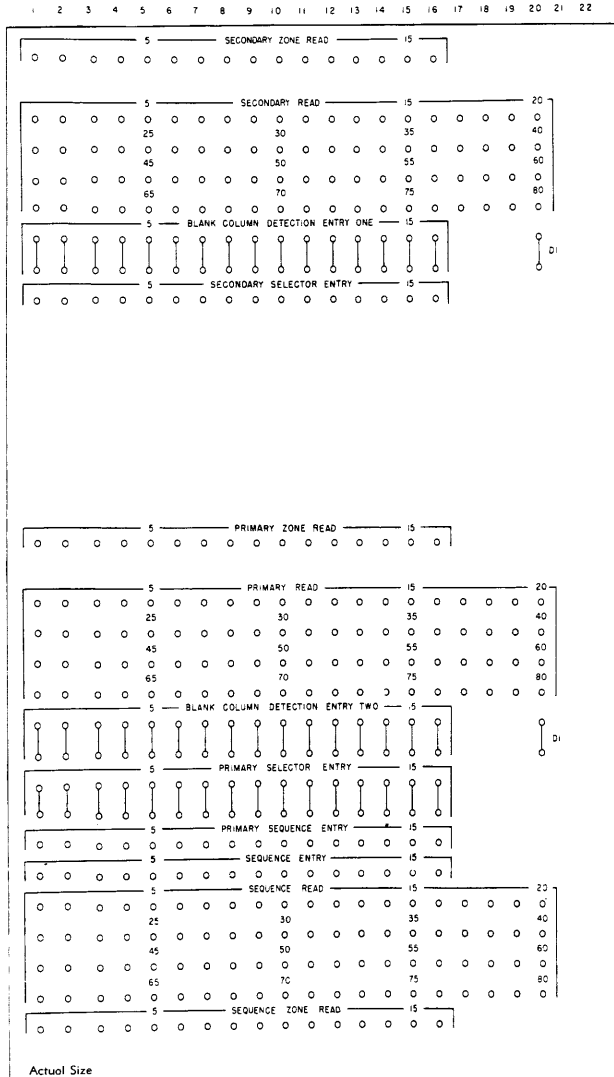 1 2 3 4 5 6 7 8 9 10 11 12 13 14 15 16 17 18 19 20 21 22
5 SECONDARY ZONE READ 15
5 SECONDARY READ 15 20
25 30 35 40
45 50 55 60
65 70 75 80
5 BLANK COLUMN DETECTION ENTRY ONE 15
DI
5 SECONDARY SELECTOR ENTRY 15
5 PRIMARY ZONE READ 15
5 PRIMARY READ 15 20
25 30 35 40
45 50 55 60
65 70 75 80
5 BLANK COLUMN DETECTION ENTRY TWO 15
DI
5 PRIMARY SELECTOR ENTRY 15
5 PRIMARY SEQUENCE ENTRY 15
5 SEQUENCE ENTRY 15
5 SEQUENCE READ 15 20
25 30 35 40
45 50 55 60
65 70 75 80
5 SEQUENCE ZONE READ 15
Actual Size